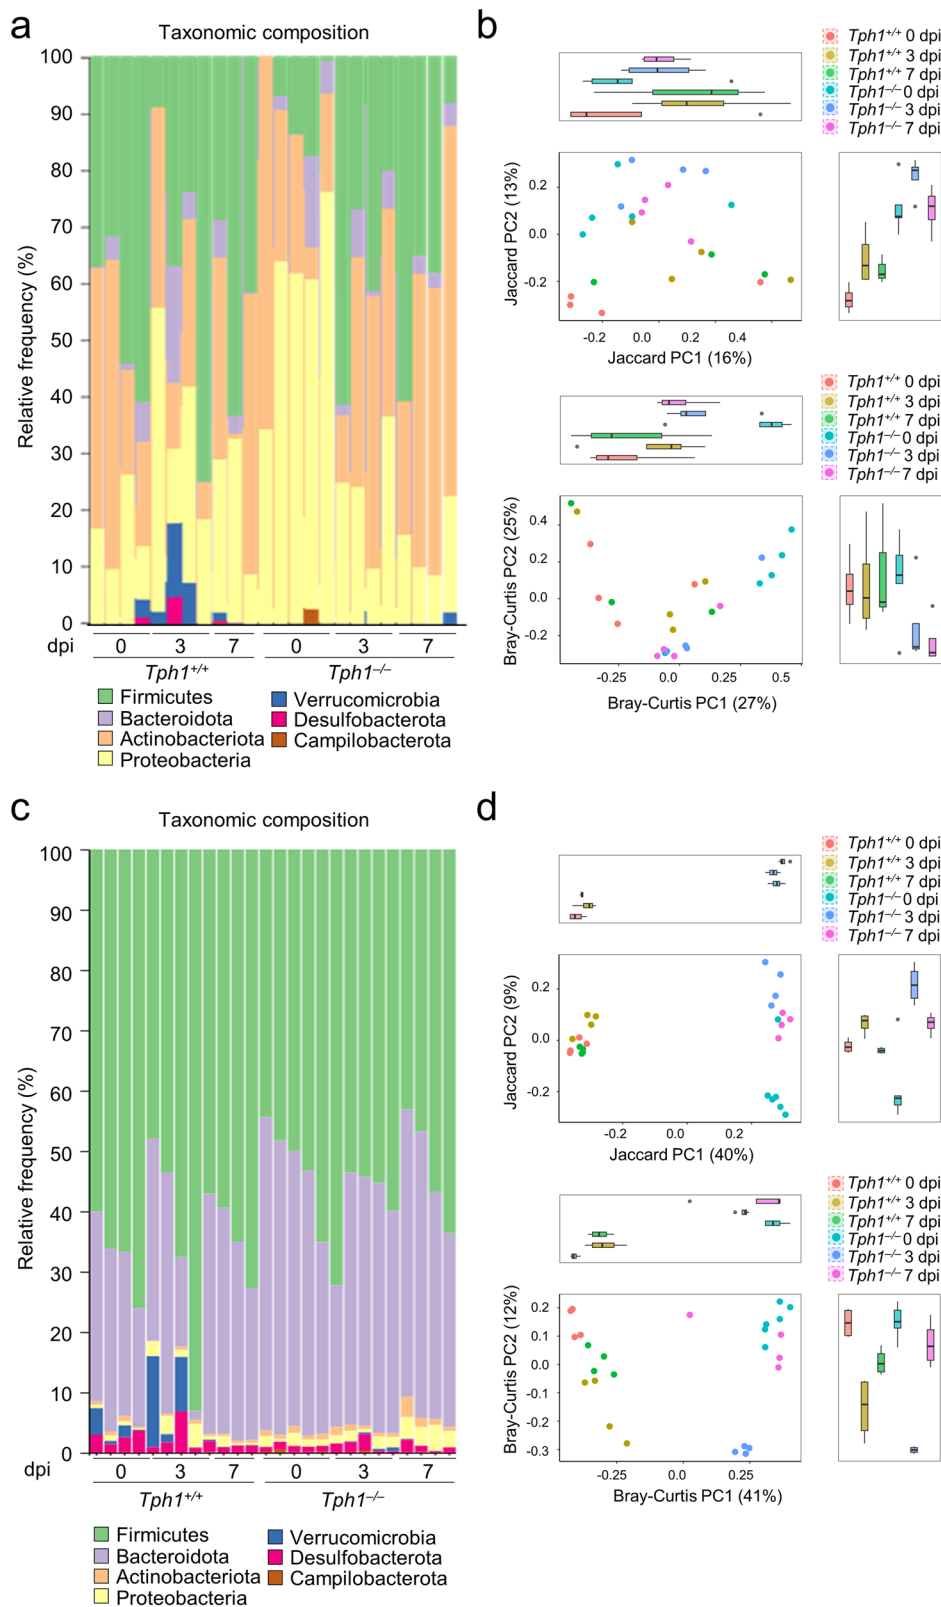 a
Taxonomic composition
Relative frequency (%)
100
90
80
70
60
50
40
30
20
10
0
dpi 0 3 7 0 3 7
Tph1+/+ Tph1–/–
Firmicutes
Bacteroidota
Actinobacteriota
Proteobacteria
Verrucomicrobia
Desulfobacterota
Campilobacterota
b
Tph1+/+ 0 dpi
Tph1+/+ 3 dpi
Tph1+/+ 7 dpi
Tph1–/– 0 dpi
Tph1–/– 3 dpi
Tph1–/– 7 dpi
Jaccard PC2 (13%)
0.2
0.0
-0.2
-0.2 0.0 0.2 0.4
Jaccard PC1 (16%)
Tph1+/+ 0 dpi
Tph1+/+ 3 dpi
Tph1+/+ 7 dpi
Tph1–/– 0 dpi
Tph1–/– 3 dpi
Tph1–/– 7 dpi
Bray-Curtis PC2 (25%)
0.4
0.2
0.0
-0.2
-0.25 0.0 0.25 0.5
Bray-Curtis PC1 (27%)
c
Taxonomic composition
Relative frequency (%)
100
90
80
70
60
50
40
30
20
10
0
dpi 0 3 7 0 3 7
Tph1+/+ Tph1–/–
Firmicutes
Bacteroidota
Actinobacteriota
Proteobacteria
Verrucomicrobia
Desulfobacterota
Campilobacterota
d
Tph1+/+ 0 dpi
Tph1+/+ 3 dpi
Tph1+/+ 7 dpi
Tph1–/– 0 dpi
Tph1–/– 3 dpi
Tph1–/– 7 dpi
Jaccard PC2 (9%)
0.2
0.0
-0.2
-0.2 0.0 0.2
Jaccard PC1 (40%)
Tph1+/+ 0 dpi
Tph1+/+ 3 dpi
Tph1+/+ 7 dpi
Tph1–/– 0 dpi
Tph1–/– 3 dpi
Tph1–/– 7 dpi
Bray-Curtis PC2 (12%)
0.2
0.1
0.0
-0.1
-0.2
-0.3
-0.25 0.0 0.25
Bray-Curtis PC1 (41%)